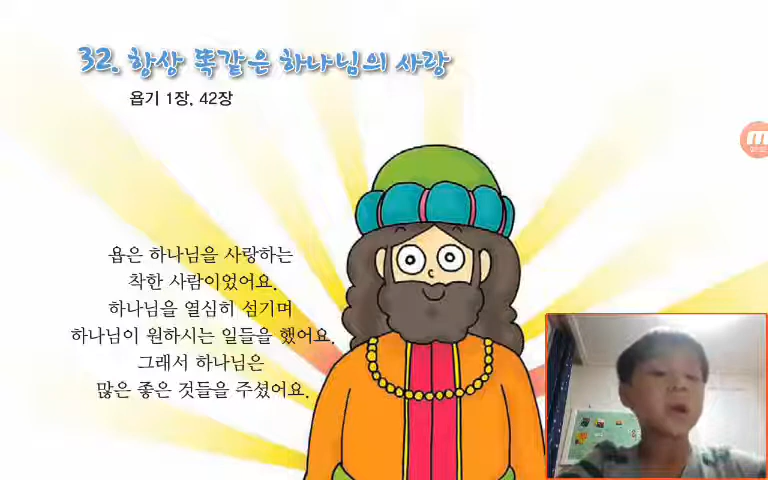 32. 항상 똑같은 하나님의 사랑
욥기 1장, 42장
욥은 하나님을 사랑하는
착한 사람이었어요.
하나님을 열심히 섬기며
하나님이 원하시는 일들을 했어요.
그래서 하나님은
많은 좋은 것들을 주셨어요.